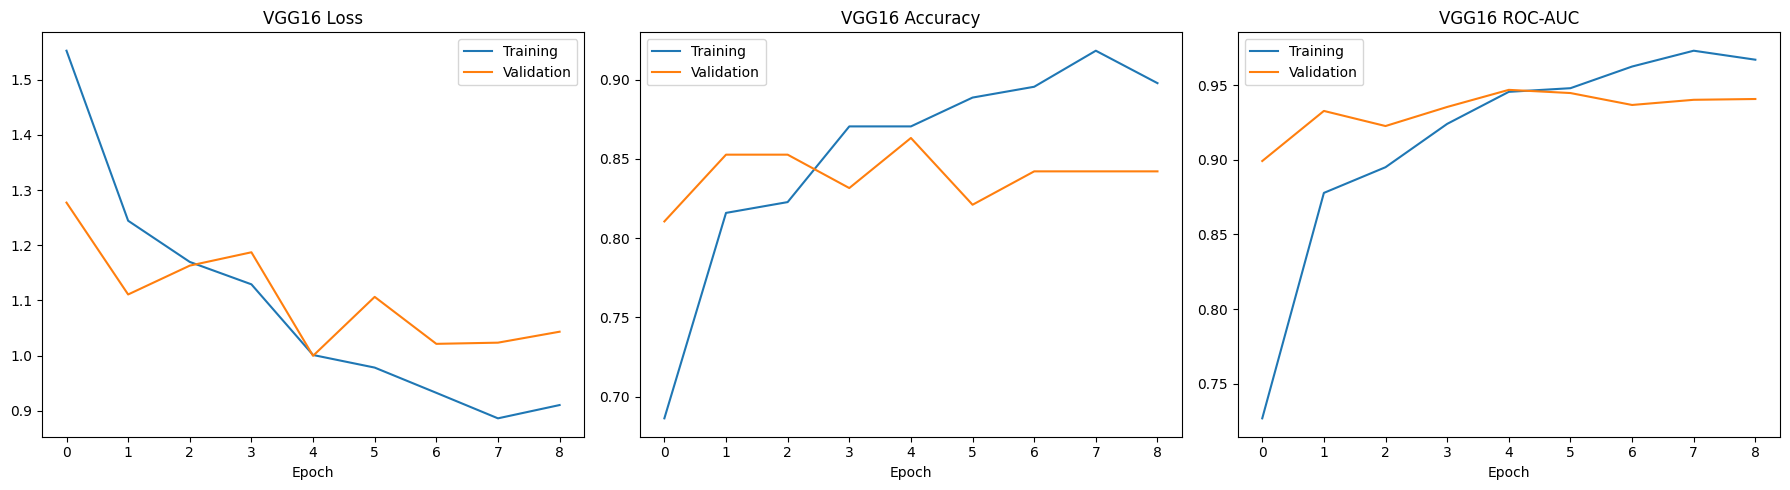 VGG16 Loss
Training
Validation
1.5
1.4
1.3
1.2
1.1
1.0
0.9
0 1 2 3 4 5 6 7 8
Epoch
VGG16 Accuracy
Training
Validation
0.90
0.85
0.80
0.75
0.70
0 1 2 3 4 5 6 7 8
Epoch
VGG16 ROC-AUC
Training
Validation
0.95
0.90
0.85
0.80
0.75
0 1 2 3 4 5 6 7 8
Epoch